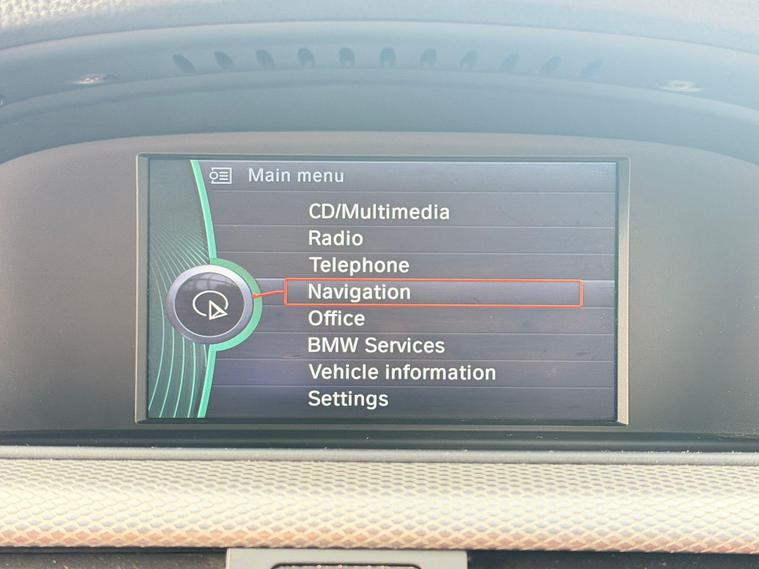 Main menu
CD/Multimedia
Radio
Telephone
Navigation
Office
BMW Services
Vehicle information
Settings